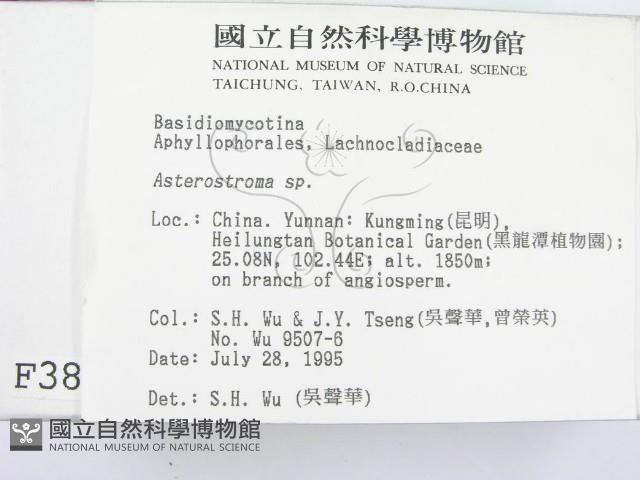 國立自然科學博物館
NATIONAL MUSEUM OF NATURAL SCIENCE
TAICHUNG, TAIWAN, R.O.CHINA
Basidiomycotina
Aphyllophorales, Lachnocladiaceae
Asterostroma sp.
Loc.: China. Yunnan: Kungming(昆明),
Heilungtan Botanical Garden(黑龍潭植物園);
25.08N, 102.44E; alt. 1850m;
on branch of angiosperm.
Col.: S.H. Wu & J.Y. Tseng(吳聲華,曾榮英)
No. Wu 9507-6
Date: July 28, 1995
F38
Det.: S.H. Wu (吳聲華)
國立自然科學博物館
NATIONAL MUSEUM OF NATURAL SCIENCE